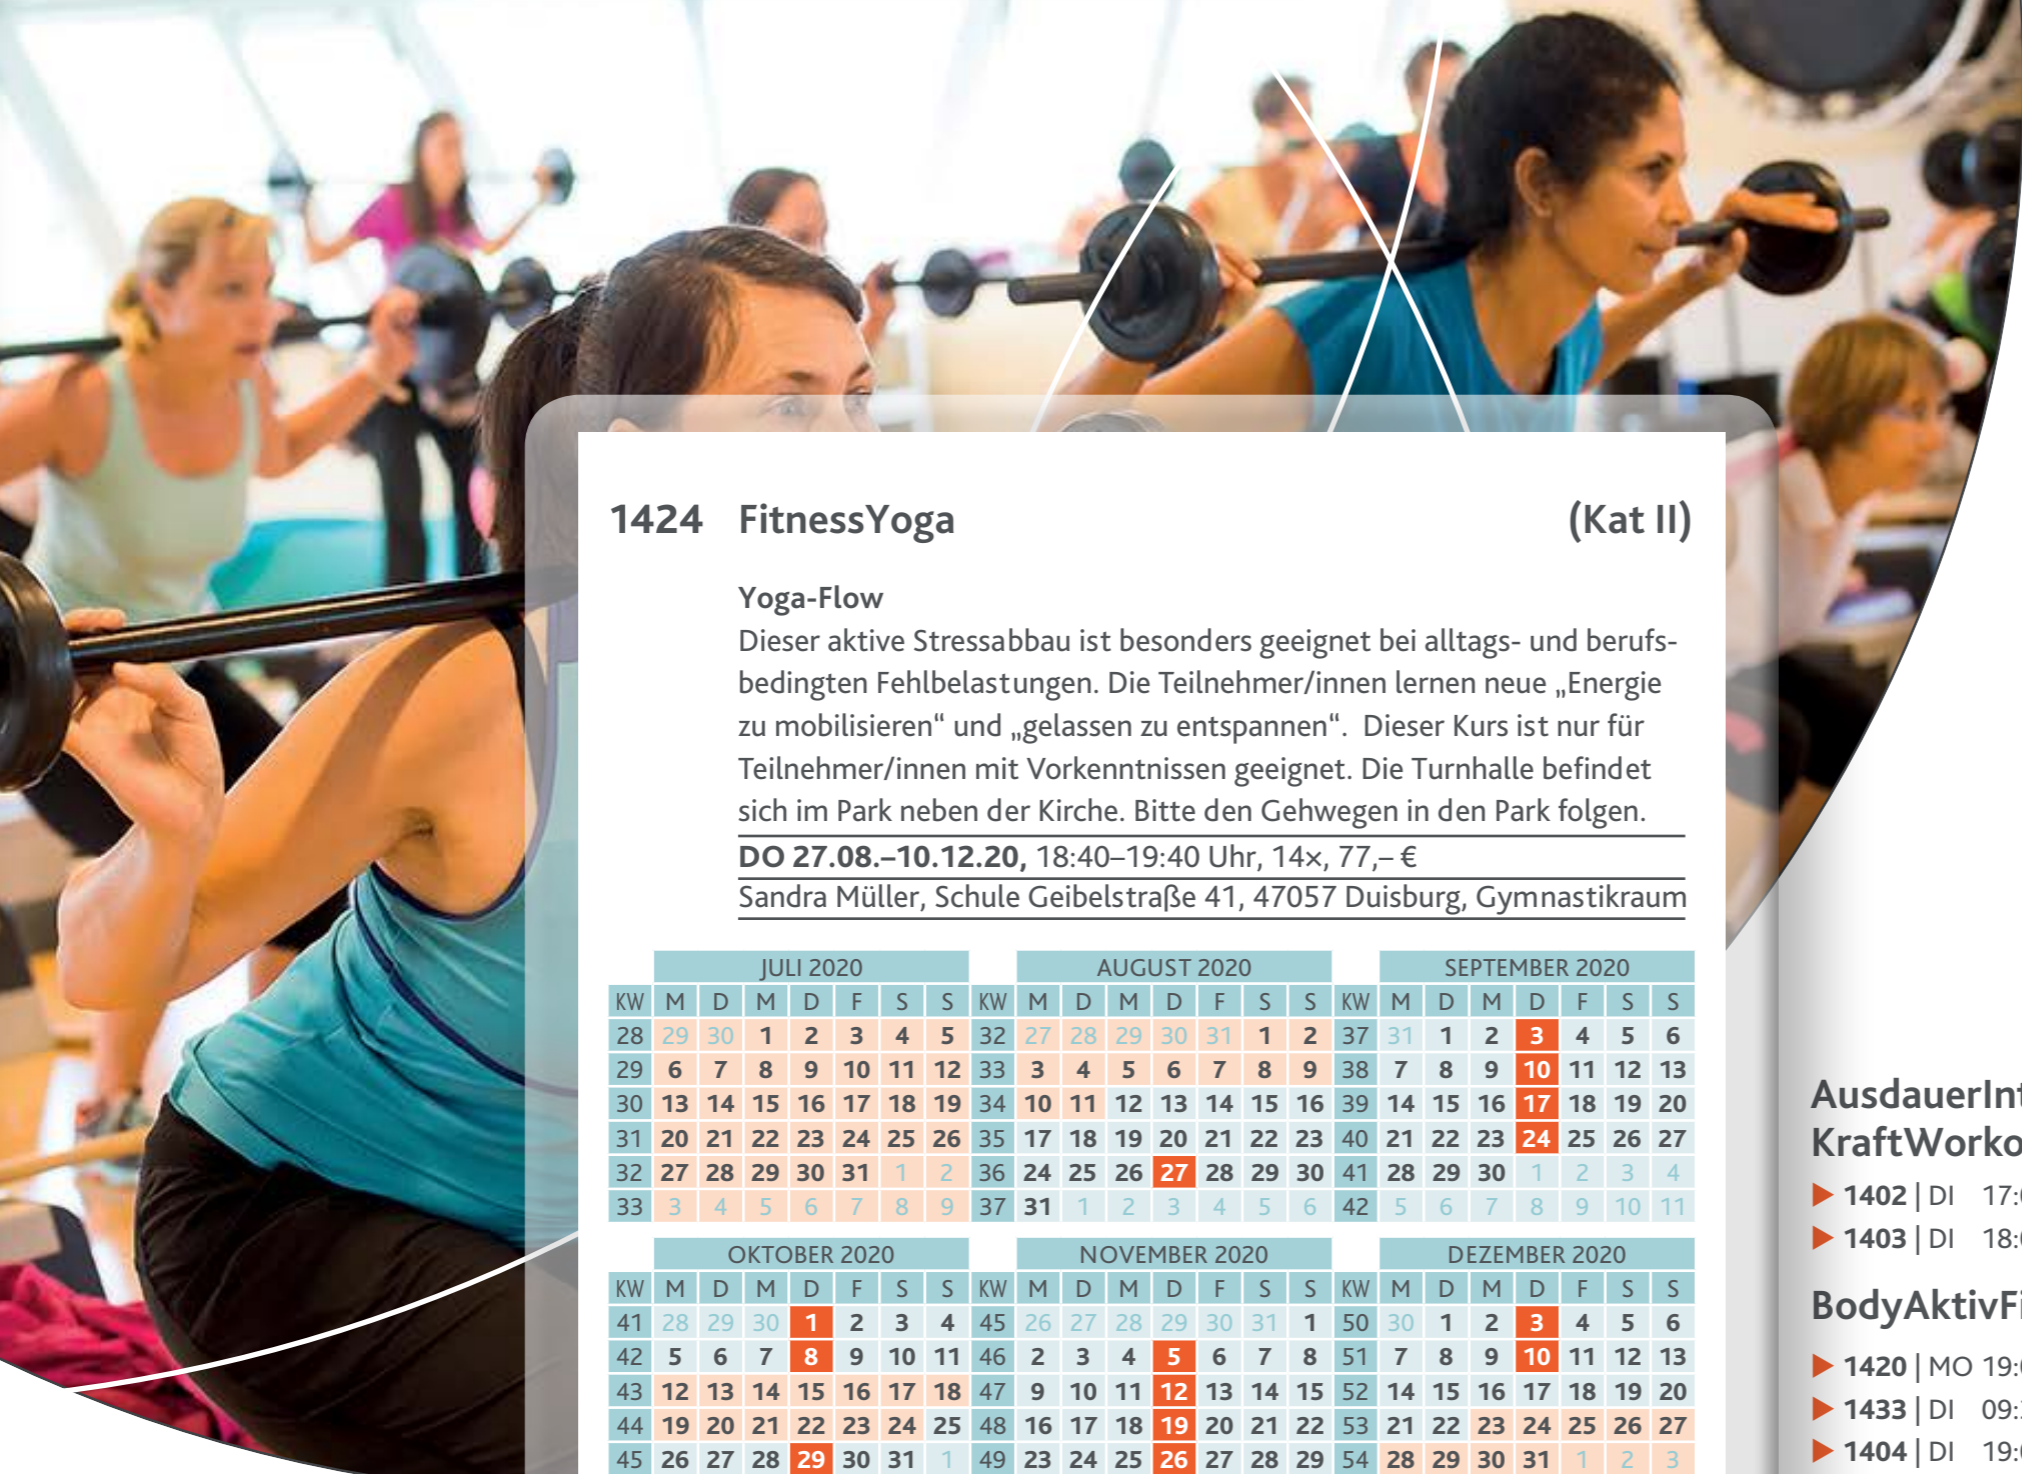 1424 FitnessYoga (Kat II)
Yoga-Flow
Dieser aktive Stressabbau ist besonders geeignet bei alltags- und berufs-
bedingten Fehlbelastungen. Die Teilnehmer/innen lernen neue „Energie
zu mobilisieren“ und „gelassen zu entspannen“. Dieser Kurs ist nur für
Teilnehmer/innen mit Vorkenntnissen geeignet. Die Turnhalle befindet
sich im Park neben der Kirche. Bitte den Gehwegen in den Park folgen.
DO 27.08.–10.12.20, 18:40–19:40 Uhr, 14×, 77,– €
Sandra Müller, Schule Geibelstraße 41, 47057 Duisburg, Gymnastikraum
JULI 2020 AUGUST 2020 SEPTEMBER 2020
KW M D M D F S S KW M D M D F S S KW M D M D F S S
28 29 30 1 2 3 4 5 32 27 28 29 30 31 1 2 37 31 1 2 3 4 5 6
29 6 7 8 9 10 11 12 33 3 4 5 6 7 8 9 38 7 8 9 10 11 12 13
30 13 14 15 16 17 18 19 34 10 11 12 13 14 15 16 39 14 15 16 17 18 19 20
31 20 21 22 23 24 25 26 35 17 18 19 20 21 22 23 40 21 22 23 24 25 26 27
32 27 28 29 30 31 1 2 36 24 25 26 27 28 29 30 41 28 29 30 1 2 3 4
33 3 4 5 6 7 8 9 37 31 1 2 3 4 5 6 42 5 6 7 8 9 10 11
OKTOBER 2020 NOVEMBER 2020 DEZEMBER 2020
KW M D M D F S S KW M D M D F S S KW M D M D F S S
41 28 29 30 1 2 3 4 45 26 27 28 29 30 31 1 50 30 1 2 3 4 5 6
42 5 6 7 8 9 10 11 46 2 3 4 5 6 7 8 51 7 8 9 10 11 12 13
43 12 13 14 15 16 17 18 47 9 10 11 12 13 14 15 52 14 15 16 17 18 19 20
44 19 20 21 22 23 24 25 48 16 17 18 19 20 21 22 53 21 22 23 24 25 26 27
45 26 27 28 29 30 31 1 49 23 24 25 26 27 28 29 54 28 29 30 31 1 2 3
AusdauerInt
KraftWorko
▶ 1402 | DI 17:0
▶ 1403 | DI 18:0
BodyAktivFi
▶ 1420 | MO 19:0
▶ 1433 | DI 09:
▶ 1404 | DI 19:0